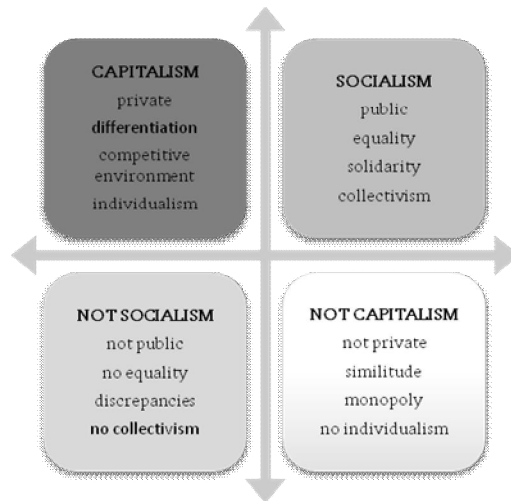 CAPITALISM
private
differentiation
competitive
environment
individualism
SOCIALISM
public
equality
solidarity
collectivism
NOT SOCIALISM
not public
no equality
discrepancies
no collectivism
NOT CAPITALISM
not private
similitude
monopoly
no individualism